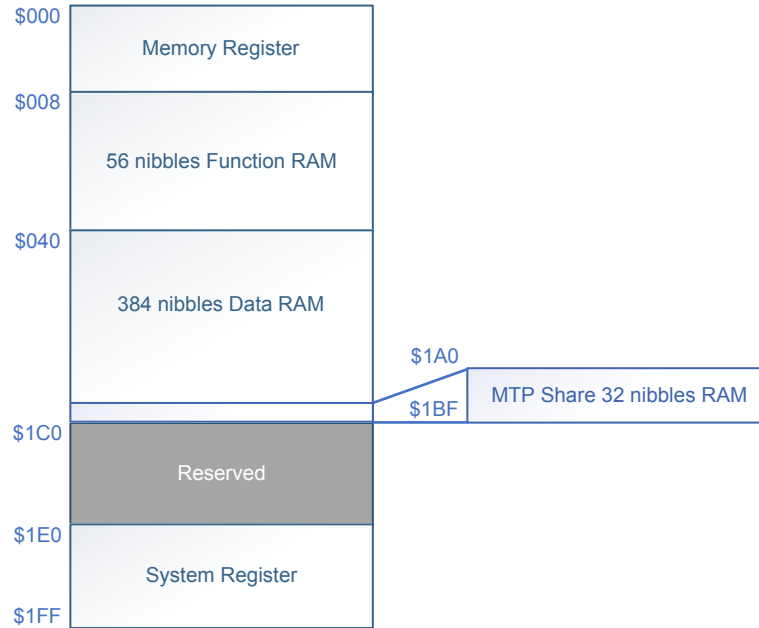 $000
Memory Register
$008
56 nibbles Function RAM
$040
384 nibbles Data RAM
$1A0
MTP Share 32 nibbles RAM
$1BF
$1C0
Reserved
$1E0
System Register
$1FF